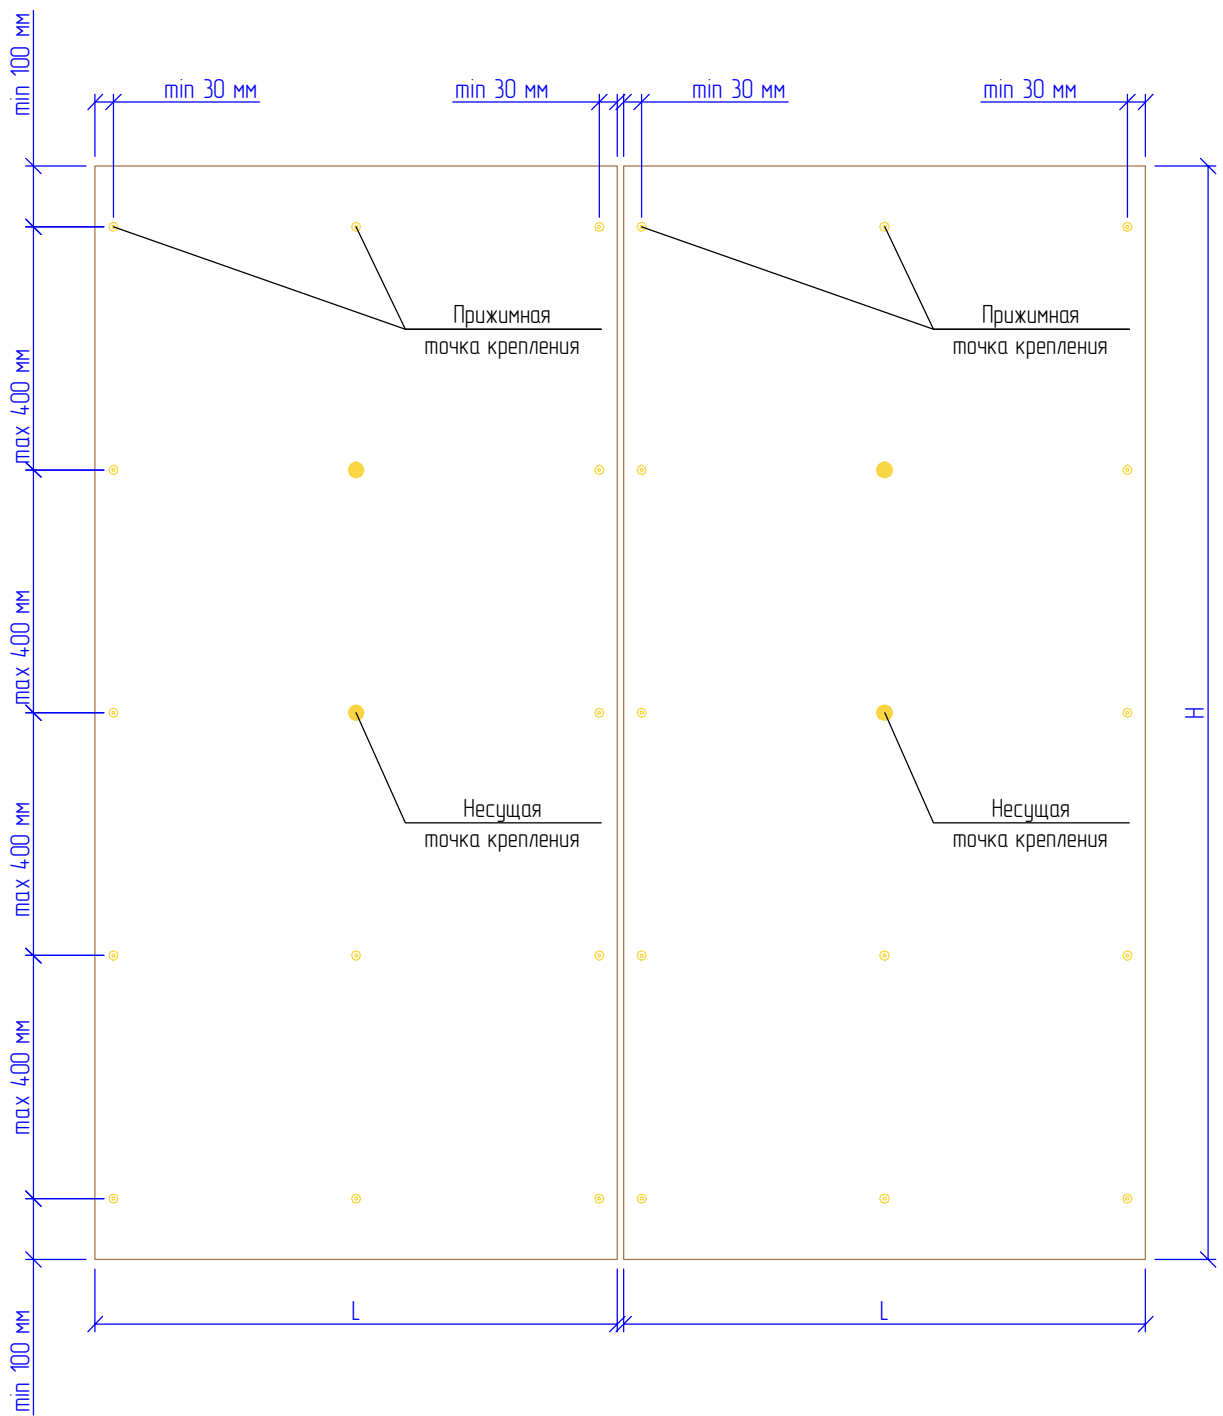 min 100 мм
min 30 мм
min 30 мм
min 30 мм
min 30 мм
Прижимная
точка крепления
Прижимная
точка крепления
max 400 мм
max 400 мм
H
Несущая
точка крепления
Несущая
точка крепления
max 400 мм
max 400 мм
L
L
min 100 мм